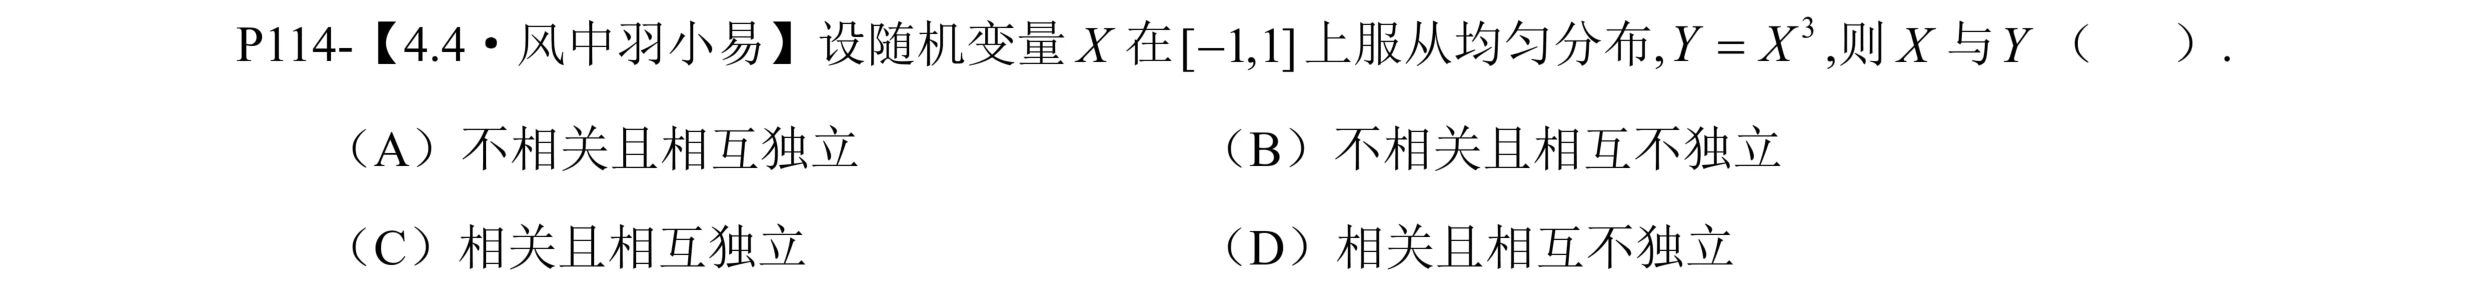 P114-【4.4·风中羽小易】设随机变量 X 在[−1,1]上服从均匀分布,Y = X³,则 X 与Y （　　）.
（A）不相关且相互独立　　（B）不相关且相互不独立
（C）相关且相互独立　　（D）相关且相互不独立